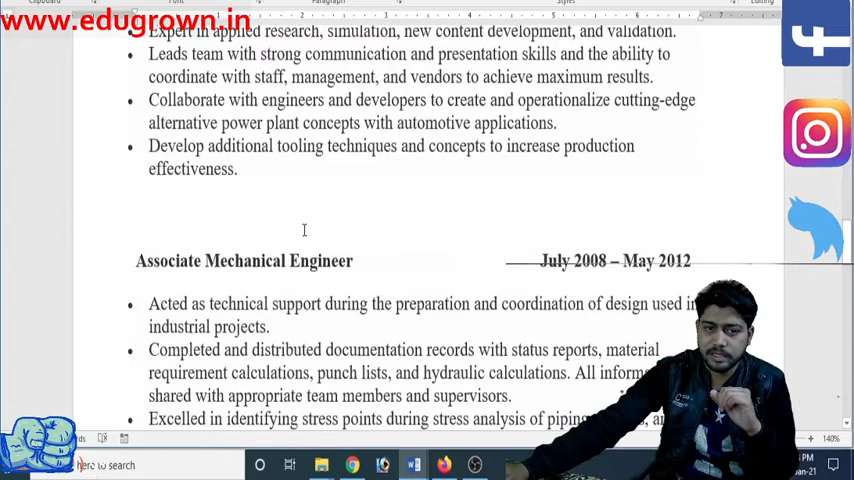 Paragraph
Styles
Editing
www.edugrown.in
Expert in applied research, simulation, new content development, and validation.
Leads team with strong communication and presentation skills and the ability to
coordinate with staff, management, and vendors to achieve maximum results.
Collaborate with engineers and developers to create and operationalize cutting-edge
alternative power plant concepts with automotive applications.
Develop additional tooling techniques and concepts to increase production
effectiveness.
Associate Mechanical Engineer July 2008 – May 2012
Acted as technical support during the preparation and coordination of design used in
industrial projects.
Completed and distributed documentation records with status reports, material
requirement calculations, punch lists, and hydraulic calculations. All
shared with appropriate team members and supervisors.
Excelled in identifying stress points during stress analysis of piping
140%
here to search
PM